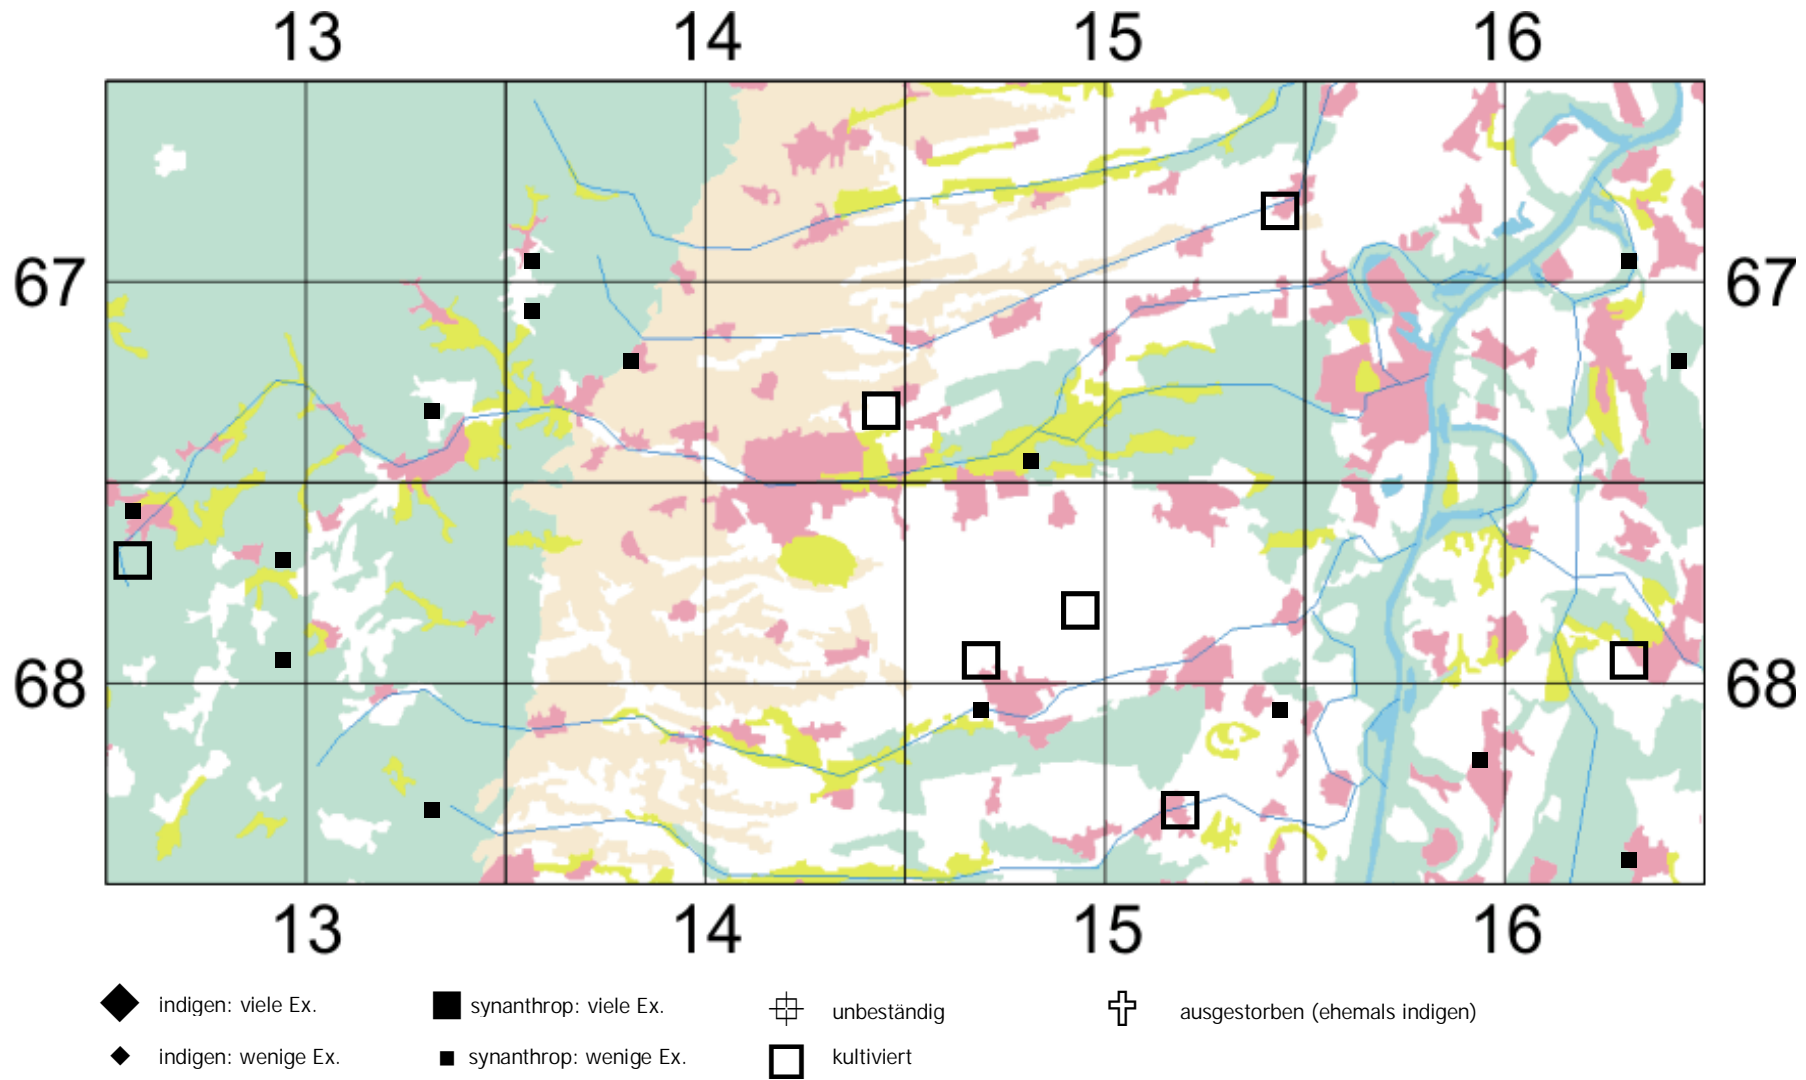 13 14 15 16
67 67
68 68
13 14 15 16
indigen: viele Ex. synanthrop: viele Ex. unbeständig ausgestorben (ehemals indigen)
indigen: wenige Ex. synanthrop: wenige Ex. kultiviert